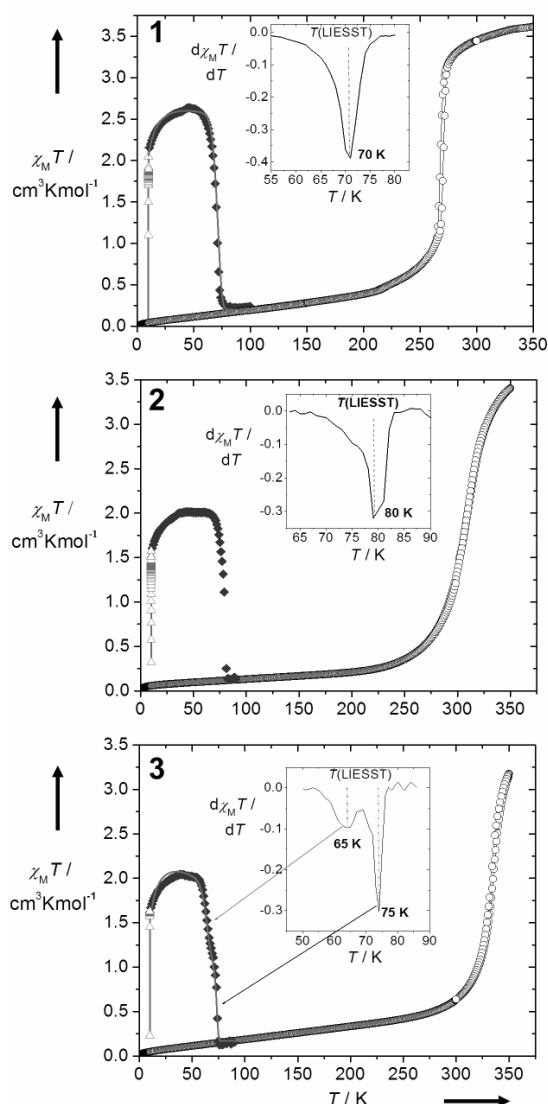 1
3.5
3.0
2.5
2.0
1.5
1.0
0.5
0.0
χMT /
cm³Kmol⁻¹
dχMT /
dT
T(LIESST)
0.0
-0.1
-0.2
-0.3
-0.4
70 K
55 60 65 70 75 80
T / K
0 50 100 150 200 250 300 350
2
3.5
3.0
2.5
2.0
1.5
1.0
0.5
0.0
χMT /
cm³Kmol⁻¹
dχMT /
dT
T(LIESST)
0.0
-0.1
-0.2
-0.3
80 K
65 70 75 80 85 90
T / K
0 50 100 150 200 250 300 350
3
3.5
3.0
2.5
2.0
1.5
1.0
0.5
0.0
χMT /
cm³Kmol⁻¹
dχMT /
dT
T(LIESST)
0.0
-0.1
-0.2
-0.3
65 K
75 K
50 60 70 80 90
T / K
0 50 100 150 200 250 300 350
T / K